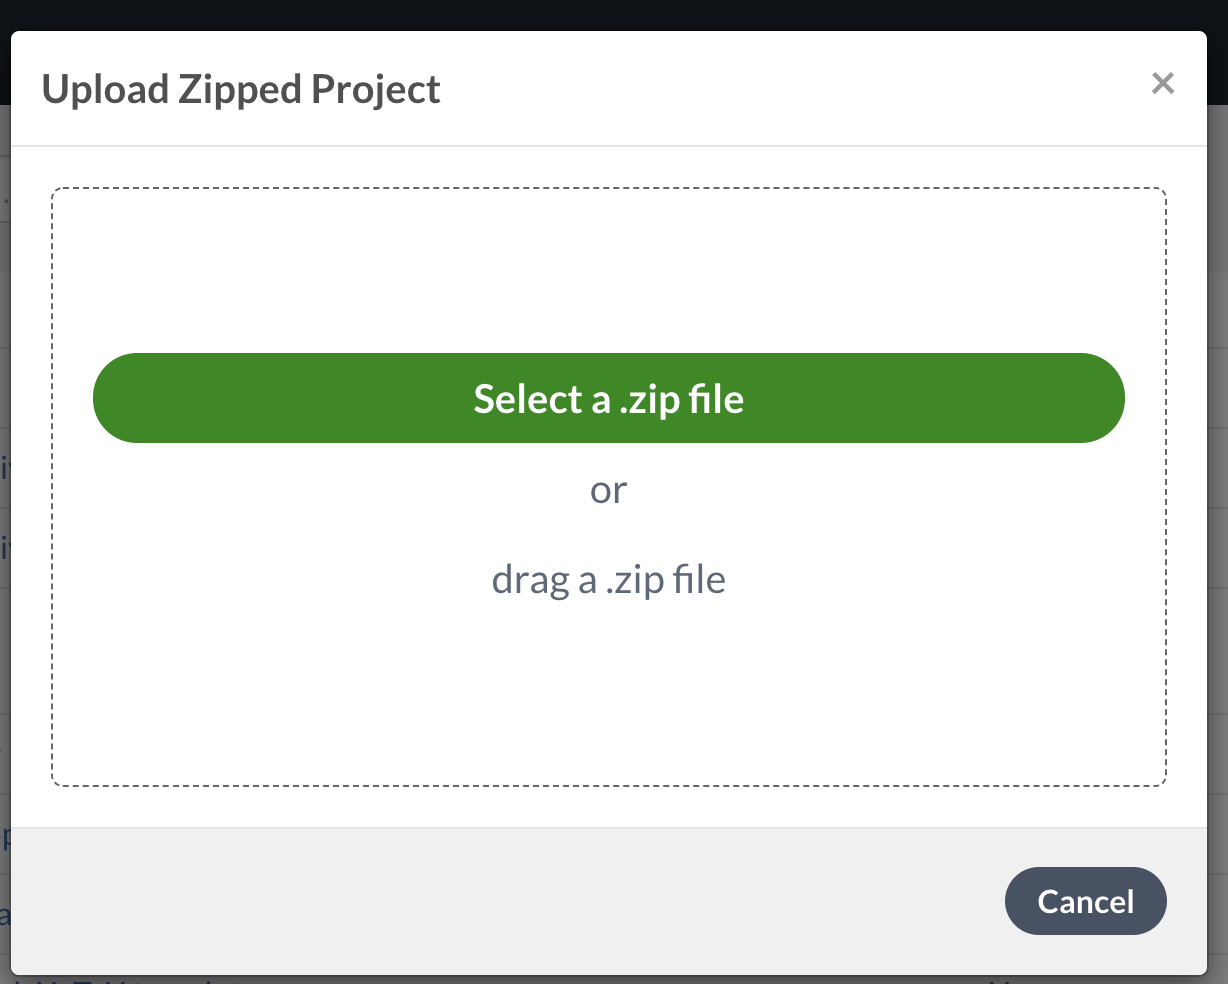 Upload Zipped Project
×
Select a .zip file
or
drag a .zip file
Cancel